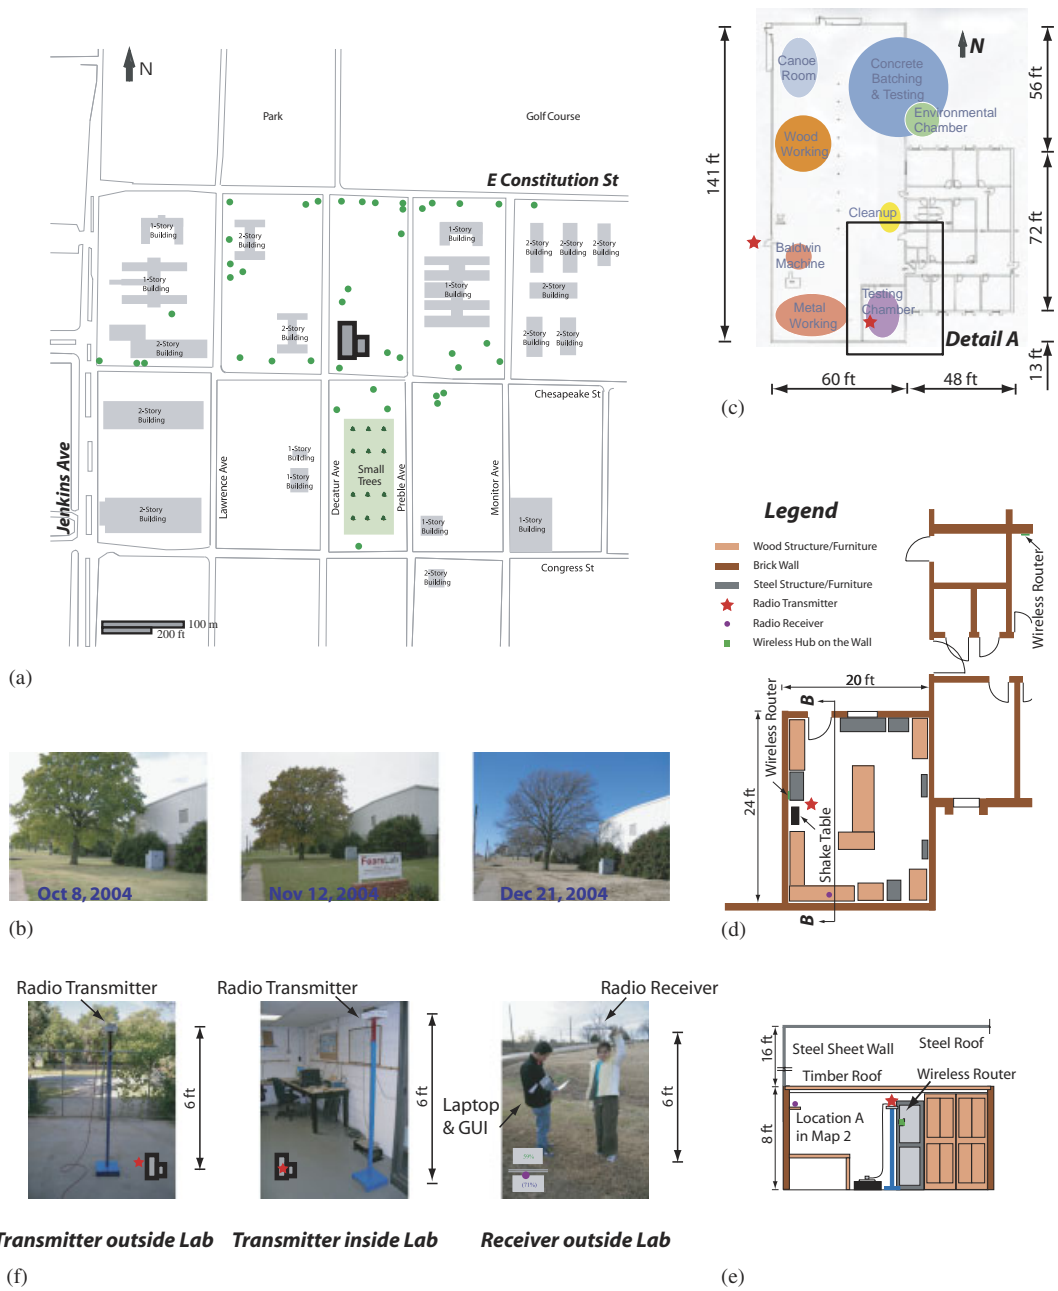 N
Park
Golf Course
E Constitution St
1-Story
Building
2-Story
Building
1-Story
Building
2-Story
Building
2-Story
Building
2-Story
Building
1-Story
Building
1-Story
Building
2-Story
Building
2-Story
Building
2-Story
Building
2-Story
Building
2-Story
Building
2-Story
Building
Chesapeake St
2-Story
Building
1-Story
Building
1-Story
Building
Small
Trees
2-Story
Building
1-Story
Building
1-Story
Building
2-Story
Building
Congress St
Jenkins Ave
Lawrence Ave
Decatur Ave
Preble Ave
Monitor Ave
100 m
200 ft
(a)
Oct 8, 2004
Nov 12, 2004
Dec 21, 2004
(b)
N
Canoe
Room
Concrete
Batching
& Testing
Environmental
Chamber
Wood
Working
Cleanup
Baldwin
Machine
Testing
Chamber
Metal
Working
Detail A
141 ft
56 ft
72 ft
13 ft
60 ft
48 ft
(c)
Legend
Wood Structure/Furniture
Brick Wall
Steel Structure/Furniture
Radio Transmitter
Radio Receiver
Wireless Hub on the Wall
Wireless Router
20 ft
B
Wireless Router
24 ft
Shake Table
B
(d)
Radio Transmitter
Radio Transmitter
Radio Receiver
6 ft
6 ft
6 ft
Laptop
& GUI
59%
(71%)
Transmitter outside Lab
Transmitter inside Lab
Receiver outside Lab
(f)
16 ft
Steel Sheet Wall
Steel Roof
Timber Roof
Wireless Router
8 ft
Location A
in Map 2
(e)